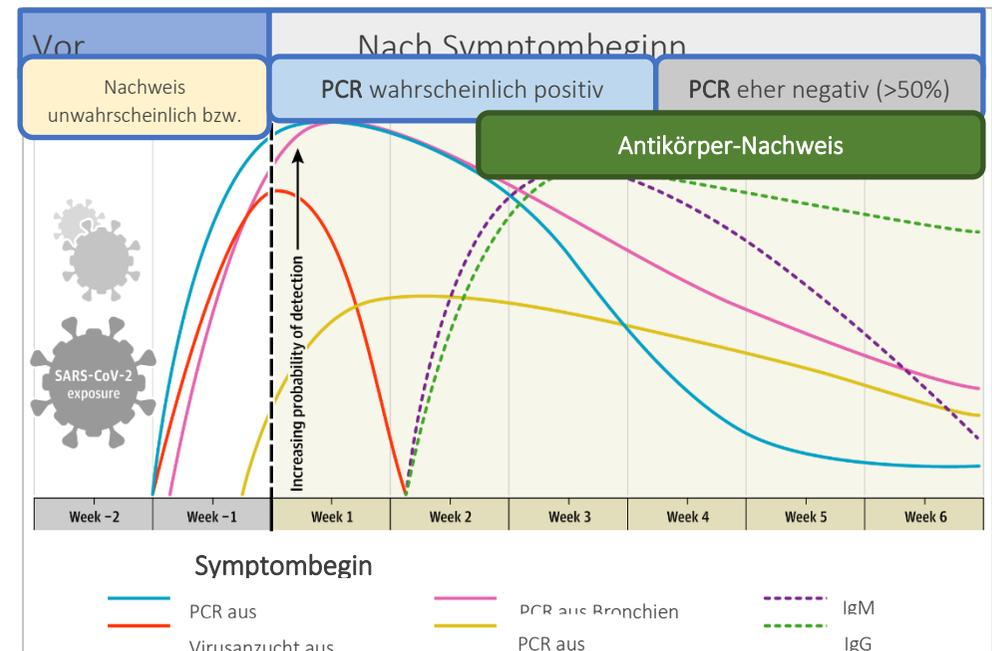 Vor
Nach Symptombeginn
Nachweis
unwahrscheinlich bzw.
PCR wahrscheinlich positiv
PCR eher negativ (>50%)
Antikörper-Nachweis
SARS-CoV-2
exposure
Increasing probability of detection
Week −2
Week −1
Week 1
Week 2
Week 3
Week 4
Week 5
Week 6
Symptombegin
PCR aus
PCR aus Bronchien
IgM
Virusanzucht aus
PCR aus
IgG